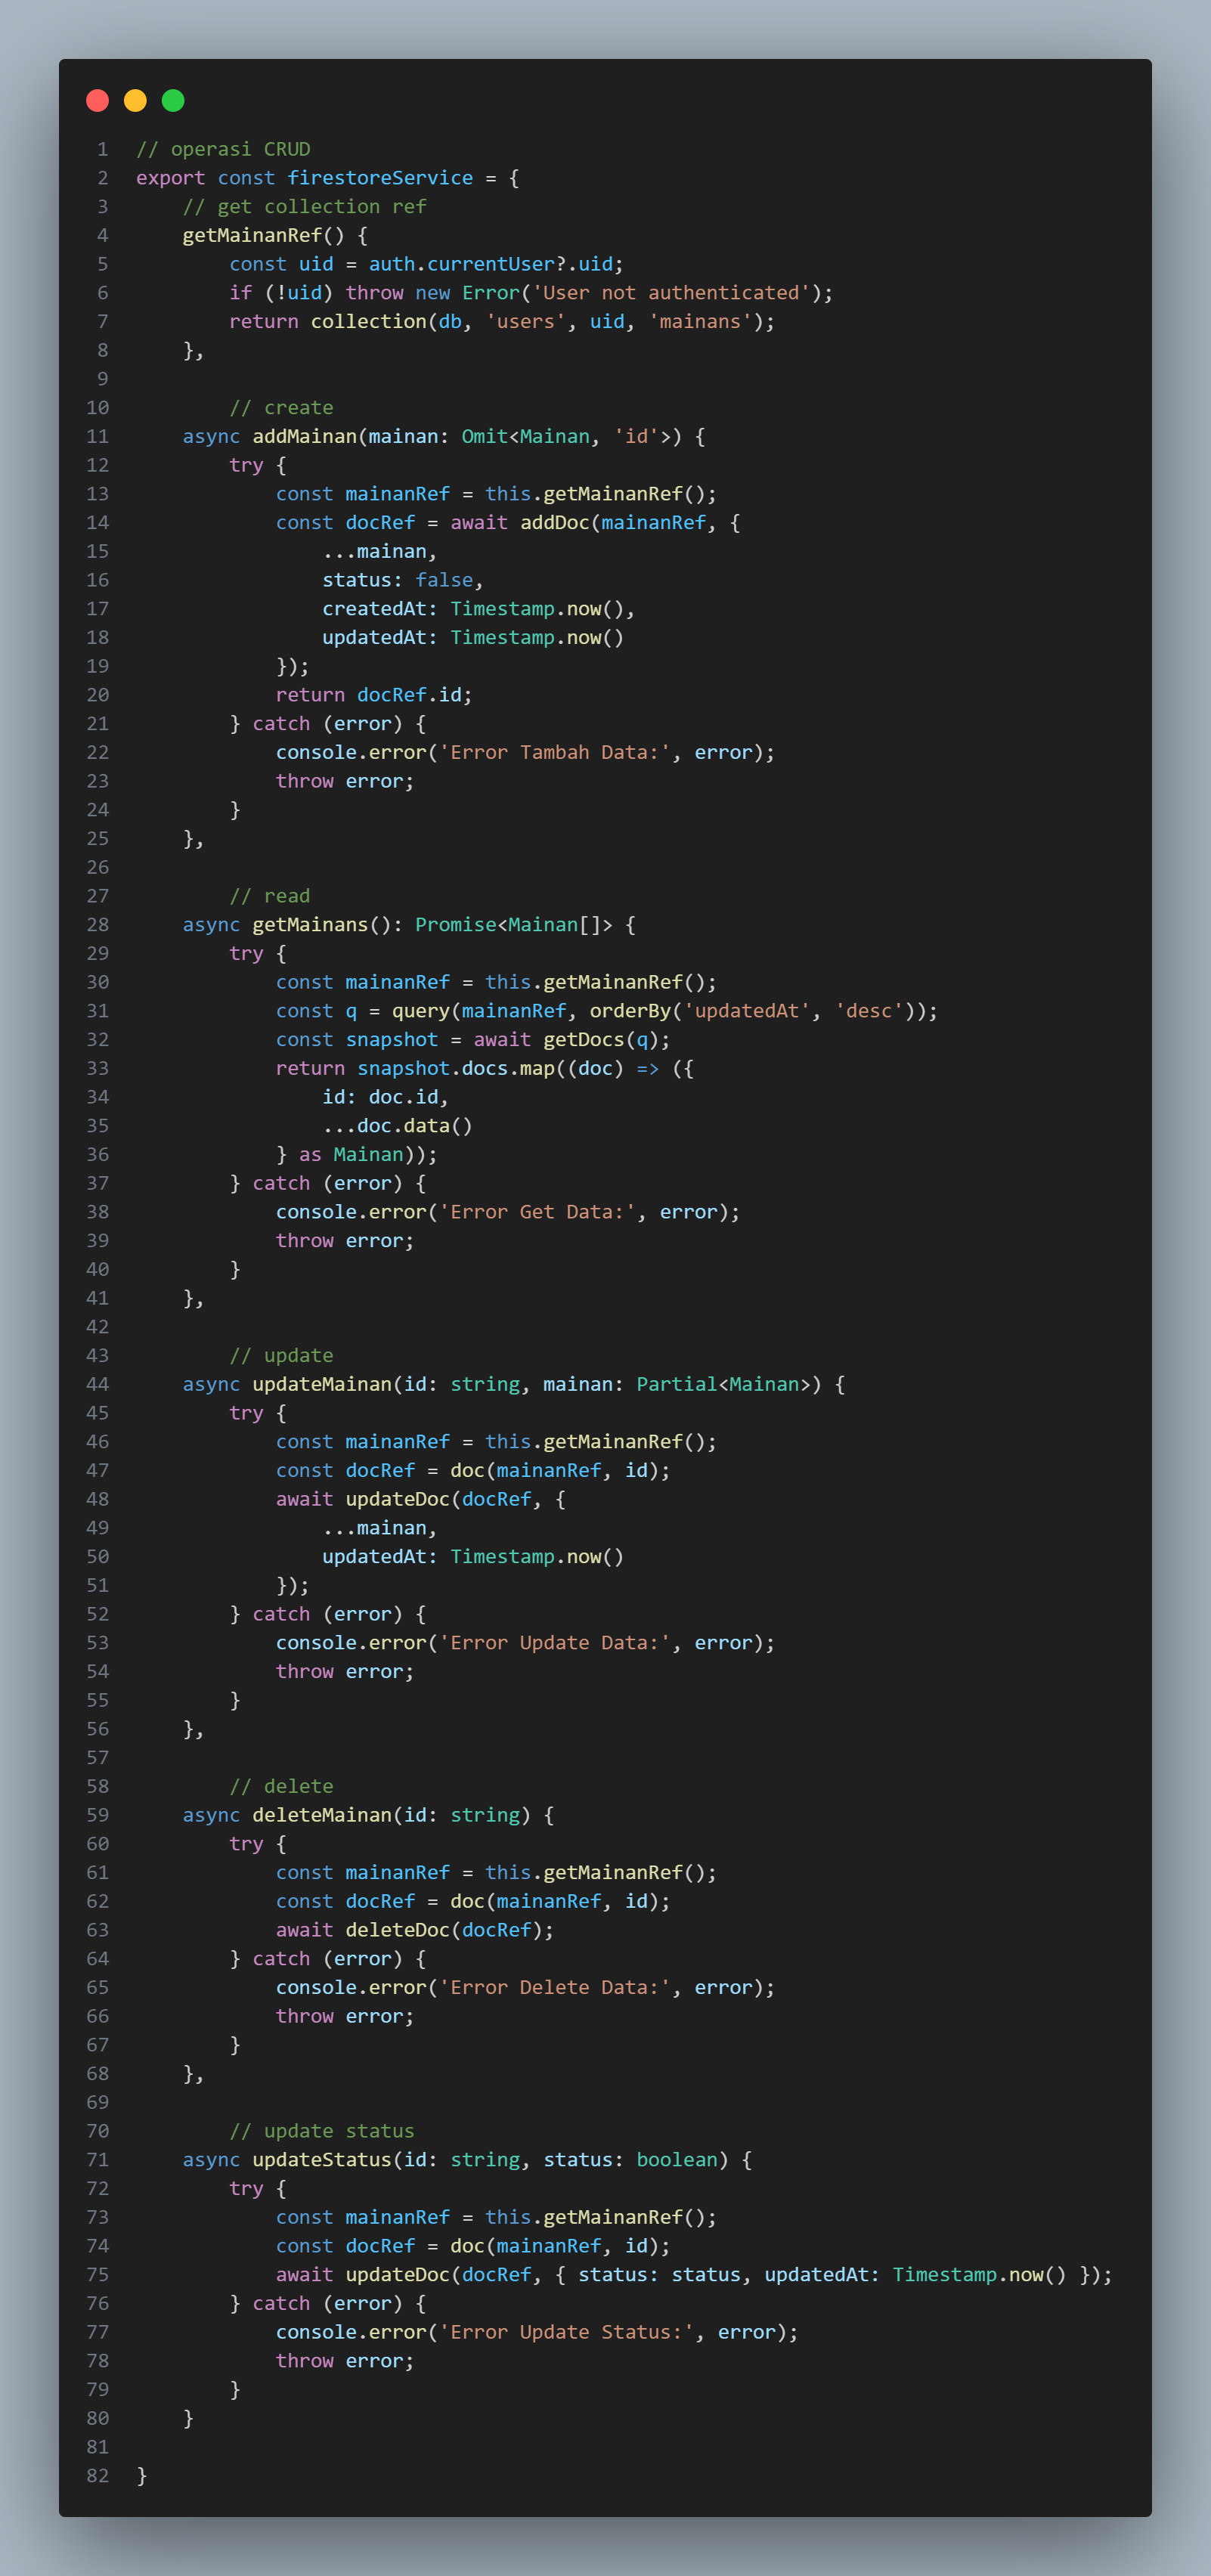 1 // operasi CRUD
2 export const firestoreService = {
3     // get collection ref
4     getMainanRef() {
5         const uid = auth.currentUser?.uid;
6         if (!uid) throw new Error('User not authenticated');
7         return collection(db, 'users', uid, 'mainans');
8     },
9
10         // create
11     async addMainan(mainan: Omit<Mainan, 'id'>) {
12         try {
13             const mainanRef = this.getMainanRef();
14             const docRef = await addDoc(mainanRef, {
15                 ...mainan,
16                 status: false,
17                 createdAt: Timestamp.now(),
18                 updatedAt: Timestamp.now()
19             });
20             return docRef.id;
21         } catch (error) {
22             console.error('Error Tambah Data:', error);
23             throw error;
24         }
25     },
26
27         // read
28     async getMainans(): Promise<Mainan[]> {
29         try {
30             const mainanRef = this.getMainanRef();
31             const q = query(mainanRef, orderBy('updatedAt', 'desc'));
32             const snapshot = await getDocs(q);
33             return snapshot.docs.map((doc) => ({
34                 id: doc.id,
35                 ...doc.data()
36             } as Mainan));
37         } catch (error) {
38             console.error('Error Get Data:', error);
39             throw error;
40         }
41     },
42
43         // update
44     async updateMainan(id: string, mainan: Partial<Mainan>) {
45         try {
46             const mainanRef = this.getMainanRef();
47             const docRef = doc(mainanRef, id);
48             await updateDoc(docRef, {
49                 ...mainan,
50                 updatedAt: Timestamp.now()
51             });
52         } catch (error) {
53             console.error('Error Update Data:', error);
54             throw error;
55         }
56     },
57
58         // delete
59     async deleteMainan(id: string) {
60         try {
61             const mainanRef = this.getMainanRef();
62             const docRef = doc(mainanRef, id);
63             await deleteDoc(docRef);
64         } catch (error) {
65             console.error('Error Delete Data:', error);
66             throw error;
67         }
68     },
69
70         // update status
71     async updateStatus(id: string, status: boolean) {
72         try {
73             const mainanRef = this.getMainanRef();
74             const docRef = doc(mainanRef, id);
75             await updateDoc(docRef, { status: status, updatedAt: Timestamp.now() });
76         } catch (error) {
77             console.error('Error Update Status:', error);
78             throw error;
79         }
80     }
81
82 }